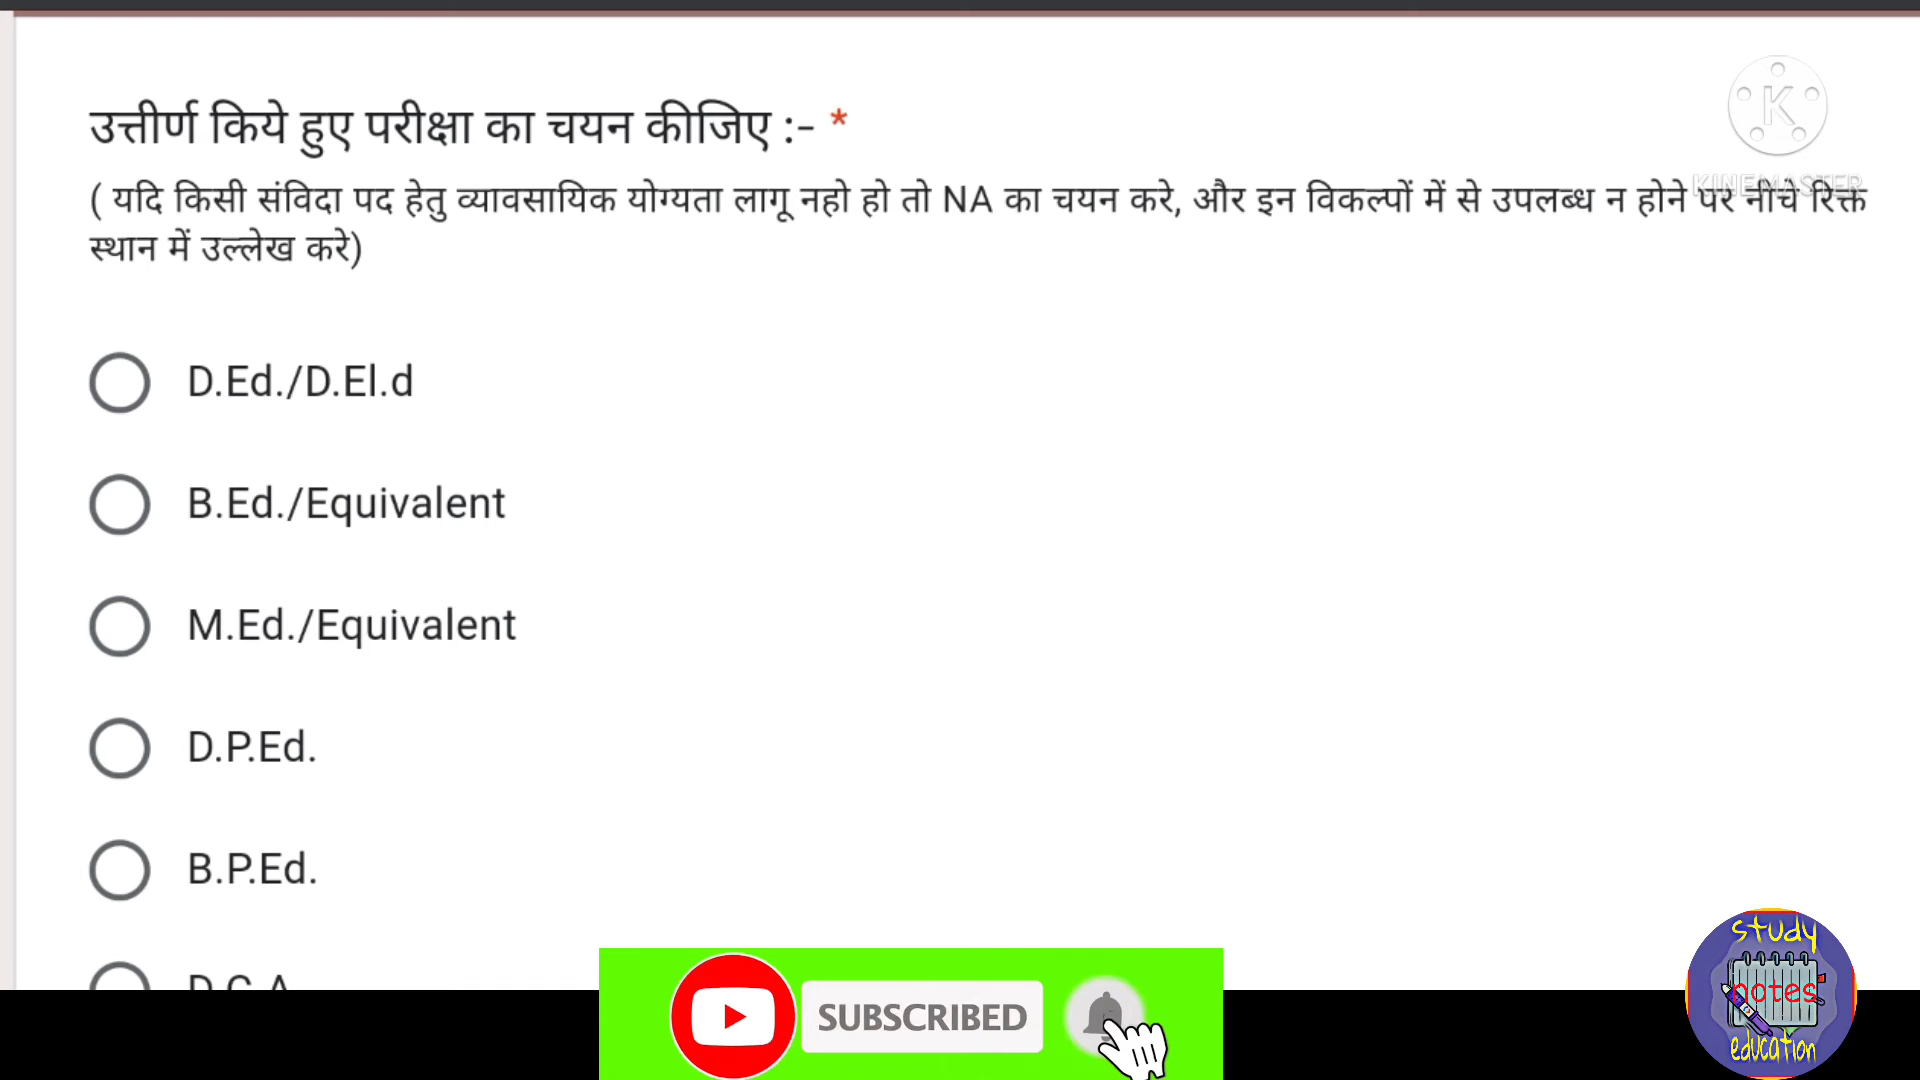 उत्तीर्ण किये हुए परीक्षा का चयन कीजिए :- *
( यदि किसी संविदा पद हेतु व्यावसायिक योग्यता लागू नहो हो तो NA का चयन करे, और इन विकल्पों में से उपलब्ध न होने पर नीचे रिक्त
स्थान में उल्लेख करे)
K
KINEMASTER
D.Ed./D.El.d
B.Ed./Equivalent
M.Ed./Equivalent
D.P.Ed.
B.P.Ed.
D.C.A
SUBSCRIBED
study
notes
education